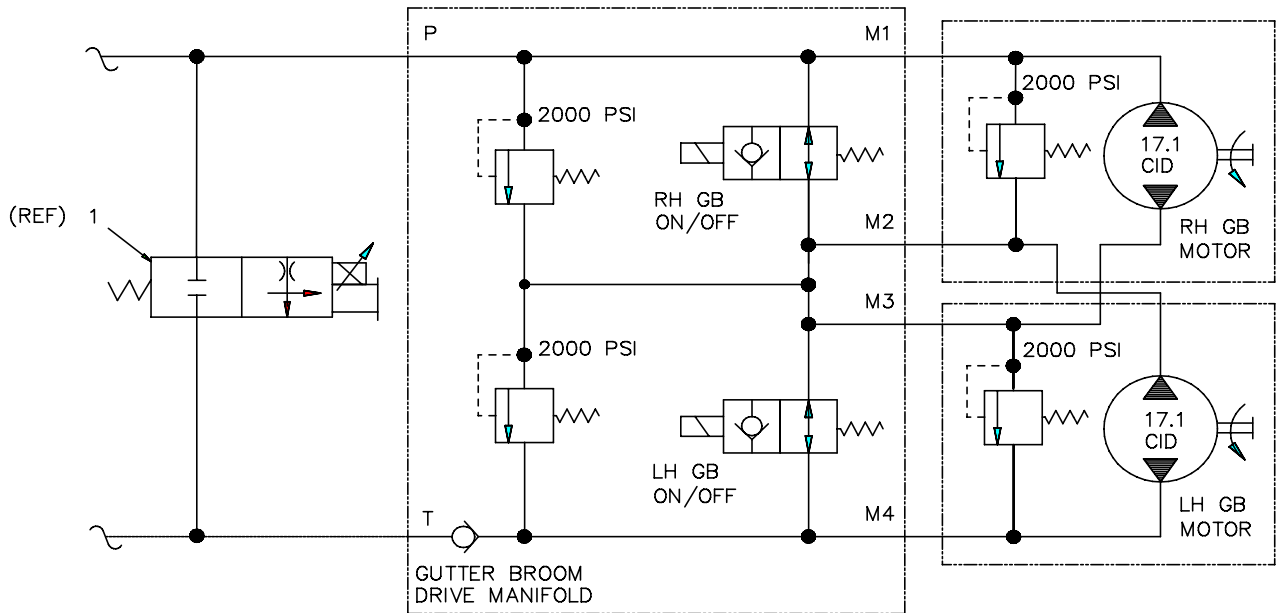 P
M1
2000 PSI
2000 PSI
17.1
CID
RH GB
ON/OFF
(REF) 1
M2
RH GB
MOTOR
M3
2000 PSI
2000 PSI
17.1
CID
LH GB
ON/OFF
T
M4
LH GB
MOTOR
GUTTER BROOM
DRIVE MANIFOLD